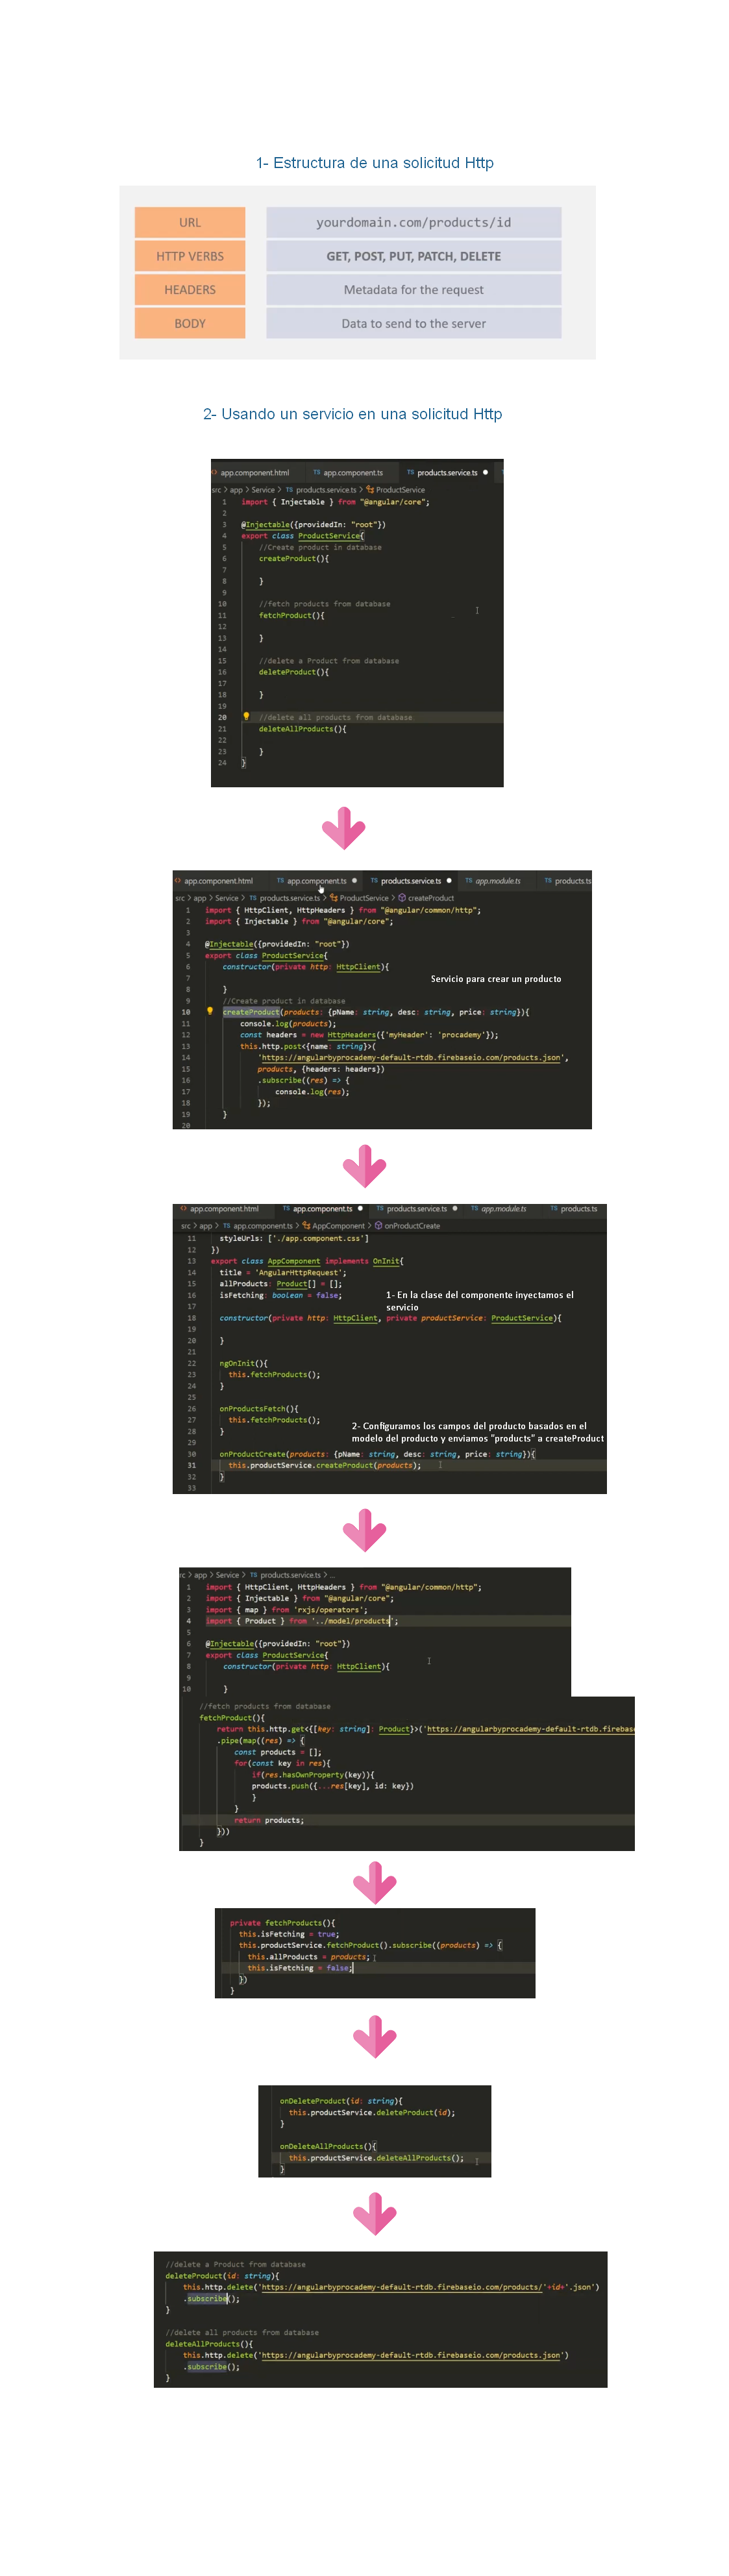 1- Estructura de una solicitud Http
URL
yourdomain.com/products/id
HTTP VERBS
GET, POST, PUT, PATCH, DELETE
HEADERS
Metadata for the request
BODY
Data to send to the server
2- Usando un servicio en una solicitud Http
app.component.html TS app.component.ts TS products.service.ts
src > app > Service > TS products.service.ts > ProductService
1 import { Injectable } from "@angular/core";
2
3 @Injectable({providedIn: "root"})
4 export class ProductService{
5 //Create product in database
6 createProduct(){
7
8 }
9
10 //fetch products from database
11 fetchProduct(){
12
13 }
14
15 //delete a Product from database
16 deleteProduct(){
17
18 }
19
20 //delete all products from database
21 deleteAllProducts(){
22
23 }
24 }
app.component.html TS app.component.ts TS products.service.ts TS app.module.ts TS products.ts
src > app > Service > TS products.service.ts > ProductService > createProduct
1 import { HttpClient, HttpHeaders } from "@angular/common/http";
2 import { Injectable } from "@angular/core";
3
4 @Injectable({providedIn: "root"})
5 export class ProductService{
6 constructor(private http: HttpClient){
7
Servicio para crear un producto
8 }
9 //Create product in database
10 createProduct(products: {pName: string, desc: string, price: string}){
11 console.log(products);
12 const headers = new HttpHeaders({'myHeader': 'procademy'});
13 this.http.post<{name: string}>(
14 'https://angularbyprocademy-default-rtdb.firebaseio.com/products.json',
15 products, {headers: headers})
16 .subscribe((res) => {
17 console.log(res);
18 });
19 }
20
app.component.html TS app.component.ts TS products.service.ts TS app.module.ts TS products.ts
src > app > TS app.component.ts > AppComponent > onProductCreate
11 styleUrls: ['./app.component.css']
12 })
13 export class AppComponent implements OnInit{
14 title = 'AngularHttpRequest';
15 allProducts: Product[] = [];
16 isFetching: boolean = false;
1- En la clase del componente inyectamos el
servicio
17
18 constructor(private http: HttpClient, private productService: ProductService){
19
20 }
21
22 ngOnInit(){
23 this.fetchProducts();
24 }
25
26 onProductsFetch(){
27 this.fetchProducts();
28 }
2- Configuramos los campos del producto basados en el
modelo del producto y enviamos "products" a createProduct
29
30 onProductCreate(products: {pName: string, desc: string, price: string}){
31 this.productService.createProduct(products);
32 }
33
rc > app > Service > TS products.service.ts > ...
1 import { HttpClient, HttpHeaders } from "@angular/common/http";
2 import { Injectable } from "@angular/core";
3 import { map } from 'rxjs/operators';
4 import { Product } from '../model/products';
5
6 @Injectable({providedIn: "root"})
7 export class ProductService{
8 constructor(private http: HttpClient){
9
10 }
//fetch products from database
fetchProduct(){
return this.http.get<{[key: string]: Product}>('https://angularbyprocademy-default-rtdb.firebase
.pipe(map((res) => {
const products = [];
for(const key in res){
if(res.hasOwnProperty(key)){
products.push({...res[key], id: key})
}
}
return products;
}))
}
private fetchProducts(){
this.isFetching = true;
this.productService.fetchProduct().subscribe((products) => {
this.allProducts = products;
this.isFetching = false;
})
}
onDeleteProduct(id: string){
this.productService.deleteProduct(id);
}
onDeleteAllProducts(){
this.productService.deleteAllProducts();
}
//delete a Product from database
deleteProduct(id: string){
this.http.delete('https://angularbyprocademy-default-rtdb.firebaseio.com/products/'+id+'.json')
.subscribe();
}
//delete all products from database
deleteAllProducts(){
this.http.delete('https://angularbyprocademy-default-rtdb.firebaseio.com/products.json')
.subscribe();
}